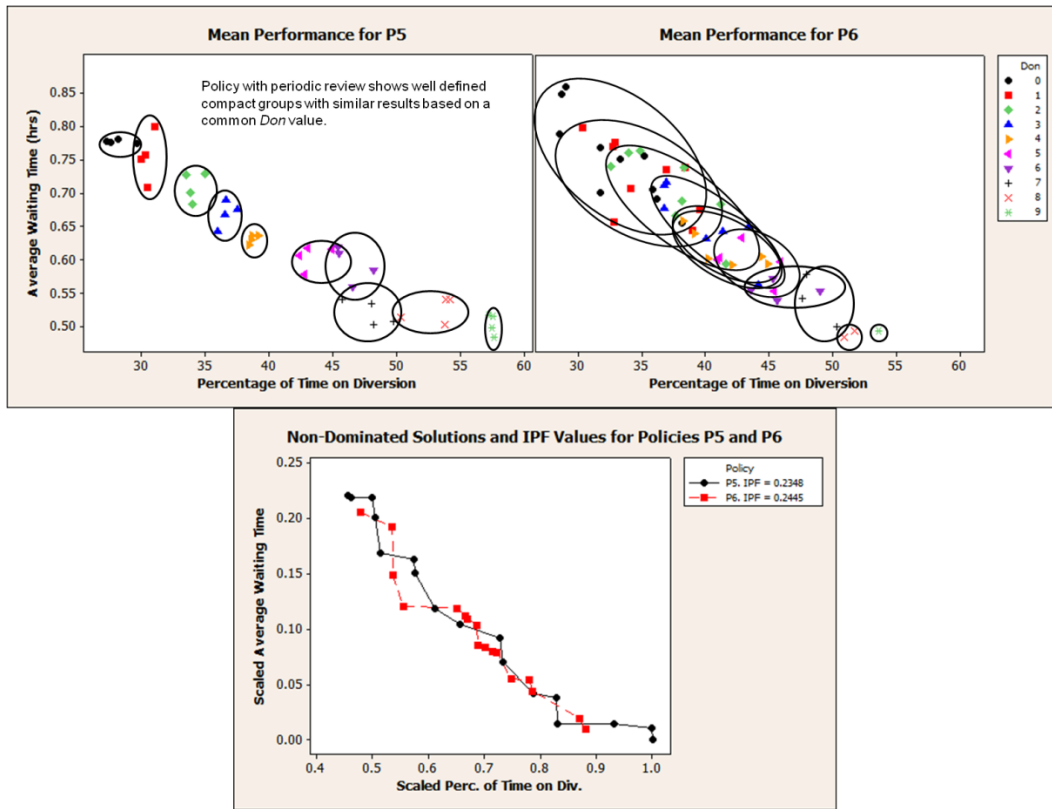 Mean Performance for P5
Mean Performance for P6
Policy with periodic review shows well defined
compact groups with similar results based on a
common Don value.
Average Waiting Time (hrs)
0.85
0.80
0.75
0.70
0.65
0.60
0.55
0.50
30 35 40 45 50 55 60
30 35 40 45 50 55 60
Percentage of Time on Diversion
Percentage of Time on Diversion
Don
0
1
2
3
4
5
6
7
8
9
Non-Dominated Solutions and IPF Values for Policies P5 and P6
Scaled Average Waiting Time
0.25
0.20
0.15
0.10
0.05
0.00
0.4 0.5 0.6 0.7 0.8 0.9 1.0
Scaled Perc. of Time on Div.
Policy
P5. IPF = 0.2348
P6. IPF = 0.2445